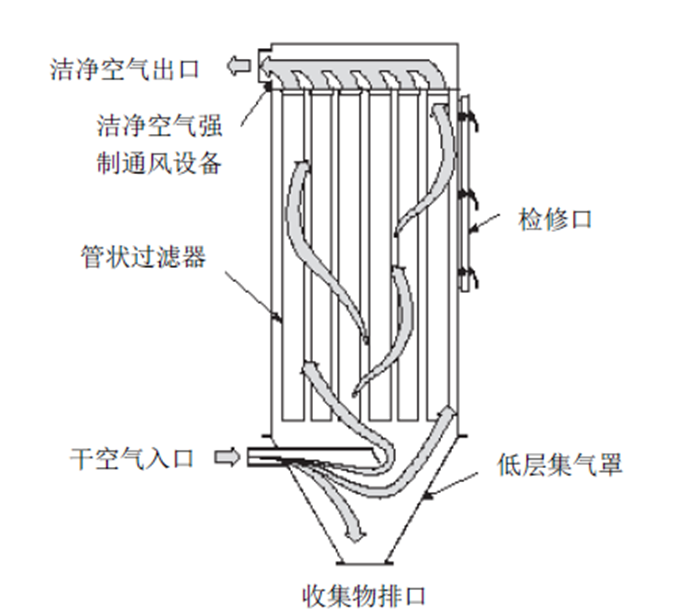 洁净空气出口
洁净空气强
制通风设备
检修口
管状过滤器
干空气入口
低层集气罩
收集物排口